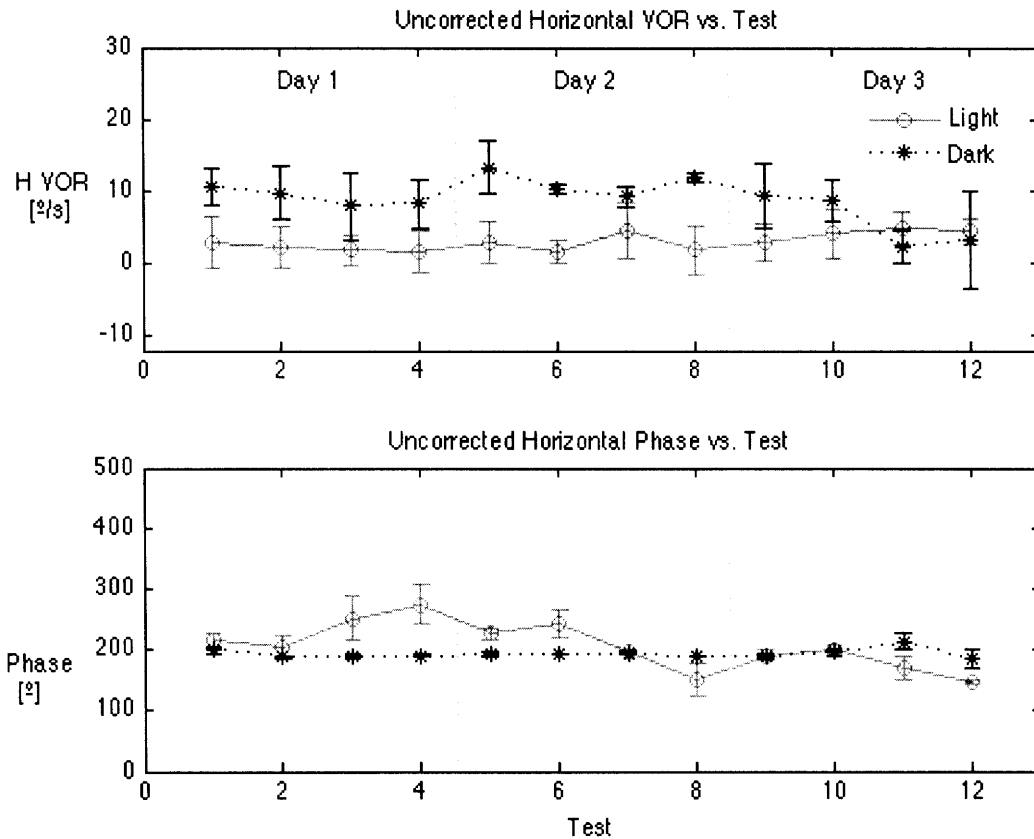 Uncorrected Horizontal VOR vs. Test
30
20
10
0
-10
H VOR
[º/s]
Day 1
Day 2
Day 3
Light
Dark
0 2 4 6 8 10 12
Uncorrected Horizontal Phase vs. Test
500
400
300
200
100
0
Phase
[º]
0 2 4 6 8 10 12
Test